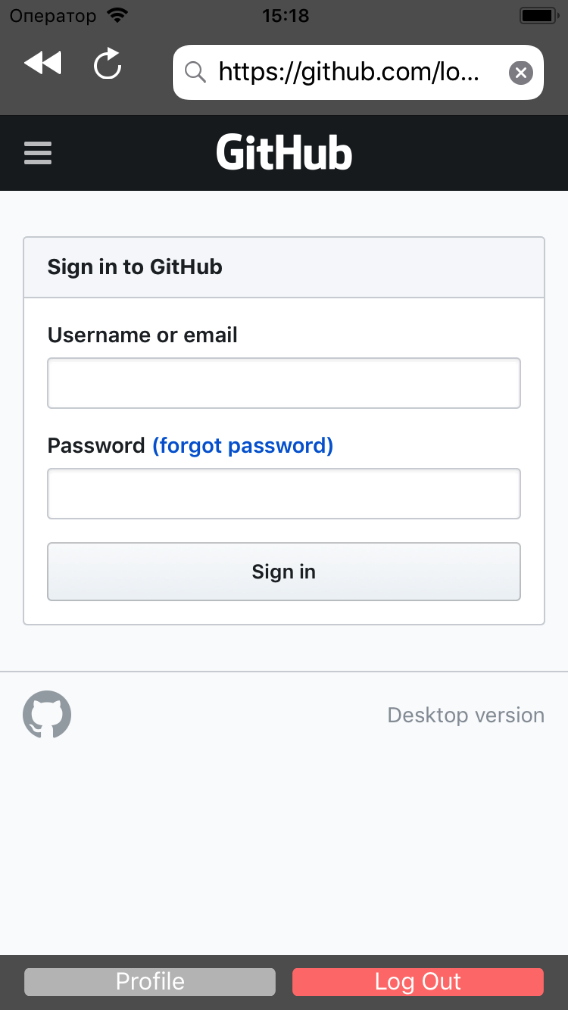 Оператор 15:18
https://github.com/lo...
GitHub
Sign in to GitHub
Username or email
Password (forgot password)
Sign in
Desktop version
Profile Log Out